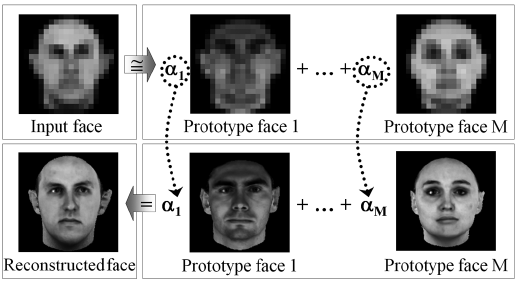 ≅ α1 + ... + αM
Input face Prototype face 1 Prototype face M
= α1 + ... + αM
Reconstructed face Prototype face 1 Prototype face M